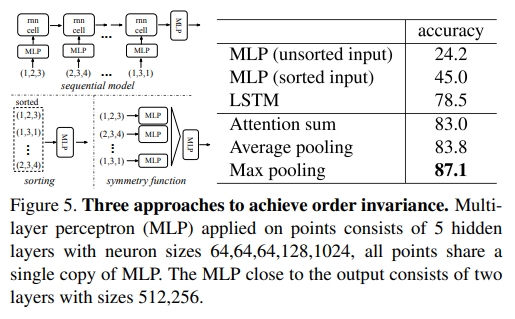 rnn cell rnn cell rnn cell MLP
MLP MLP ... MLP
(1,2,3) (2,3,4) ... (1,3,1)
sequential model
sorted
(1,2,3)
(1,3,1)
(2,3,4)
MLP
sorting
(1,2,3) MLP
(2,3,4) MLP
(1,3,1) MLP
MLP
symmetry function
accuracy
MLP (unsorted input) 24.2
MLP (sorted input) 45.0
LSTM 78.5
Attention sum 83.0
Average pooling 83.8
Max pooling 87.1
Figure 5. Three approaches to achieve order invariance. Multi-
layer perceptron (MLP) applied on points consists of 5 hidden
layers with neuron sizes 64,64,64,128,1024, all points share a
single copy of MLP. The MLP close to the output consists of two
layers with sizes 512,256.